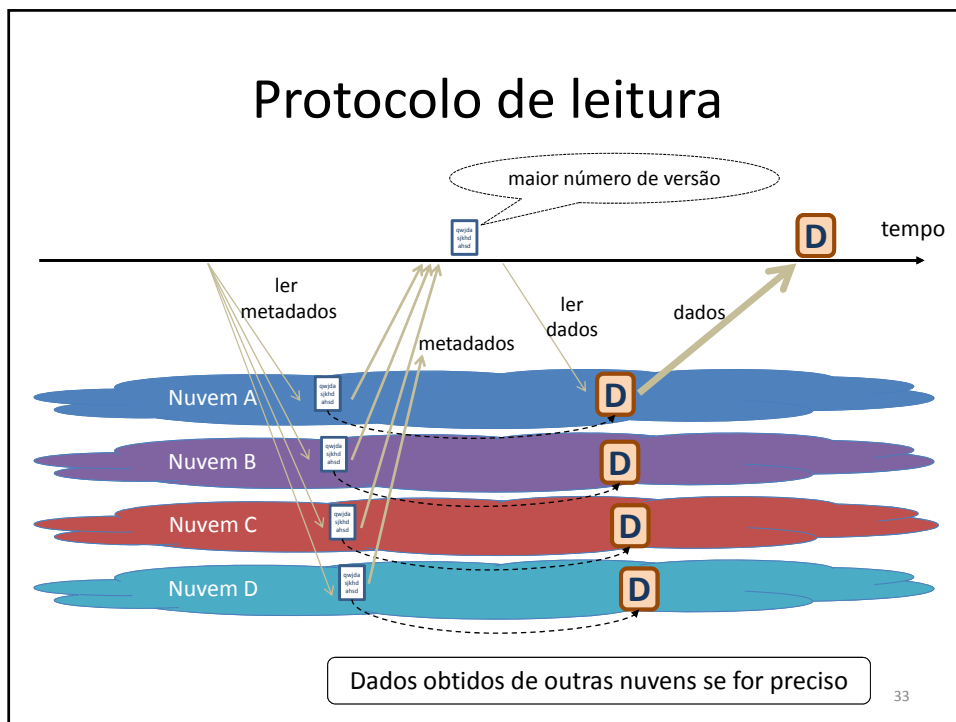 Protocolo de leitura
maior número de versão
qwjda
sjkhd
ahsd
D
tempo
ler
metadados
ler
dados
dados
metadados
Nuvem A
qwjda
sjkhd
ahsd
D
Nuvem B
qwjda
sjkhd
ahsd
D
Nuvem C
qwjda
sjkhd
ahsd
D
Nuvem D
qwjda
sjkhd
ahsd
D
Dados obtidos de outras nuvens se for preciso
33